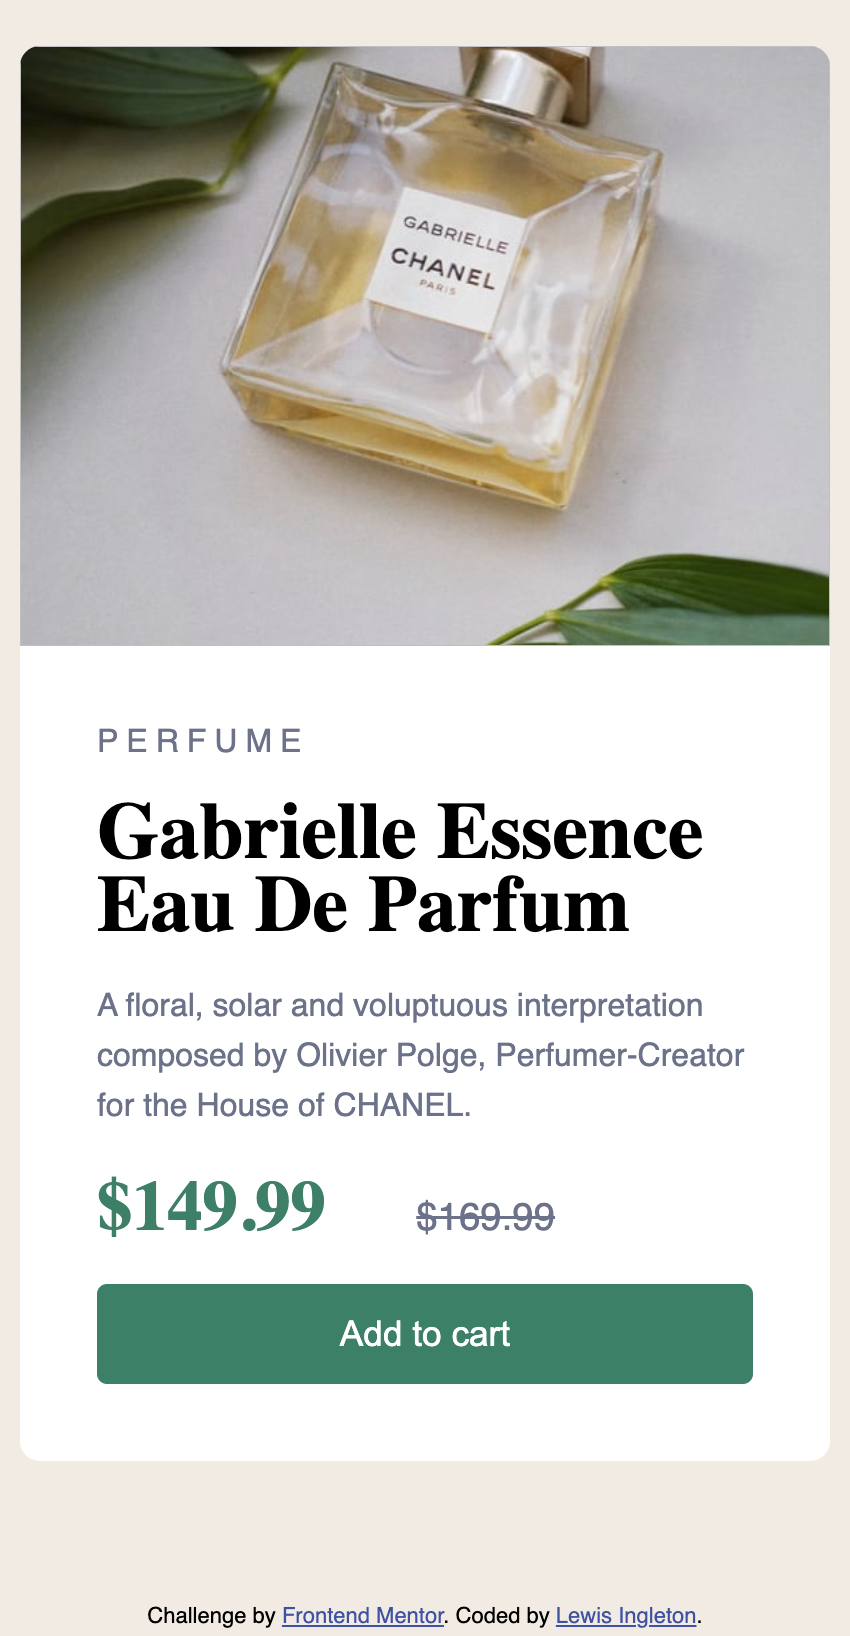 GABRIELLE
CHANEL
PARIS
PERFUME
Gabrielle Essence
Eau De Parfum
A floral, solar and voluptuous interpretation
composed by Olivier Polge, Perfumer-Creator
for the House of CHANEL.
$149.99 $169.99
Add to cart
Challenge by Frontend Mentor. Coded by Lewis Ingleton.